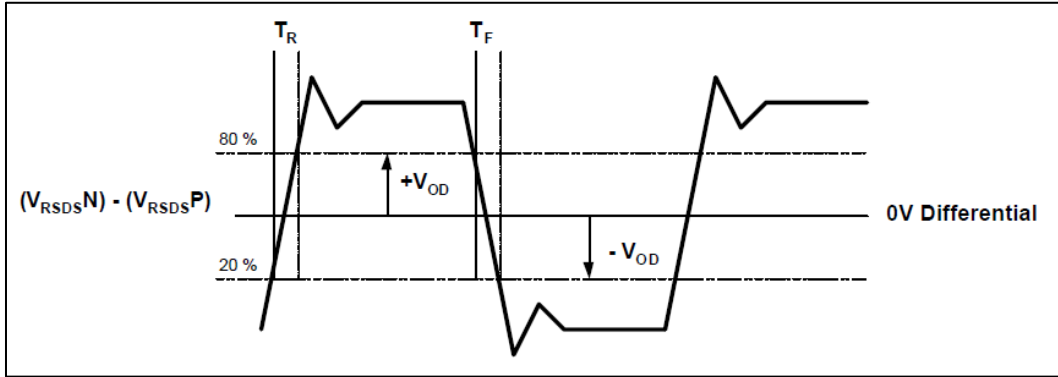 T_R T_F
80 %
+V_OD
(V_RSDS N) - (V_RSDS P) 0V Differential
20 %
- V_OD